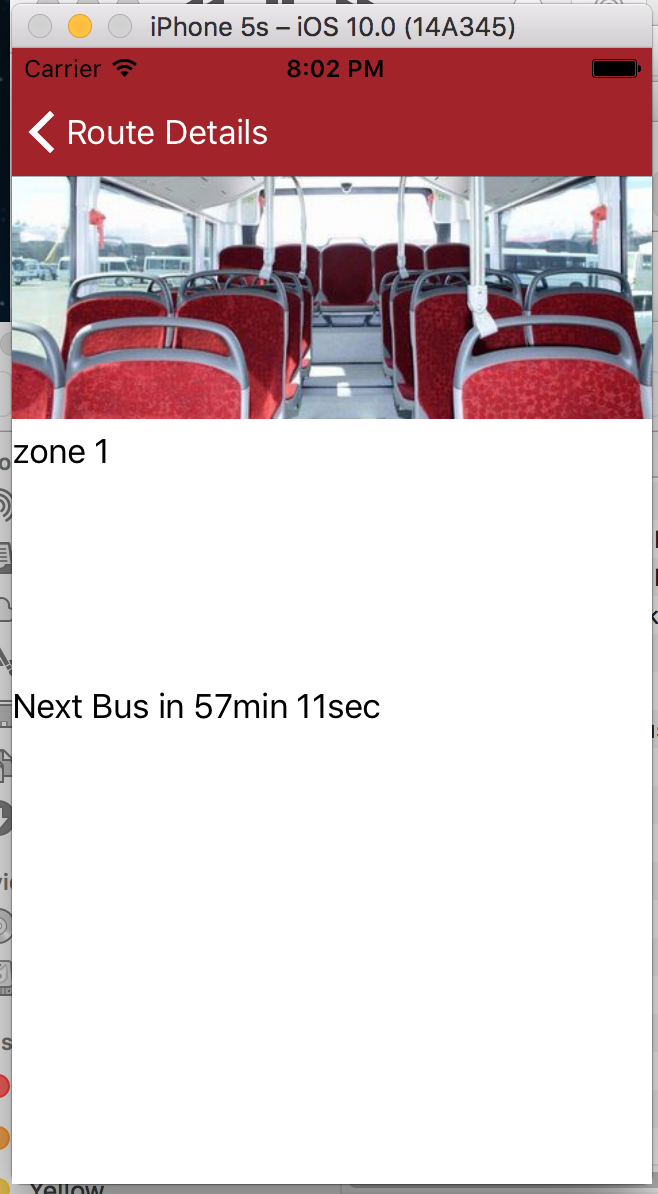 iPhone 5s – iOS 10.0 (14A345)
Carrier 8:02 PM
Route Details
zone 1
Next Bus in 57min 11sec
Yellow